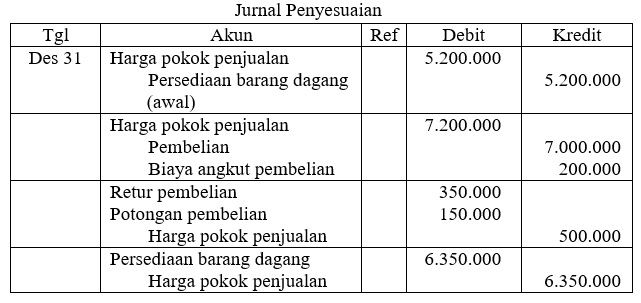 Jurnal Penyesuaian
Tgl Akun Ref Debit Kredit
Des 31 Harga pokok penjualan 5.200.000
Persediaan barang dagang 5.200.000
(awal)
Harga pokok penjualan 7.200.000
Pembelian 7.000.000
Biaya angkut pembelian 200.000
Retur pembelian 350.000
Potongan pembelian 150.000
Harga pokok penjualan 500.000
Persediaan barang dagang 6.350.000
Harga pokok penjualan 6.350.000